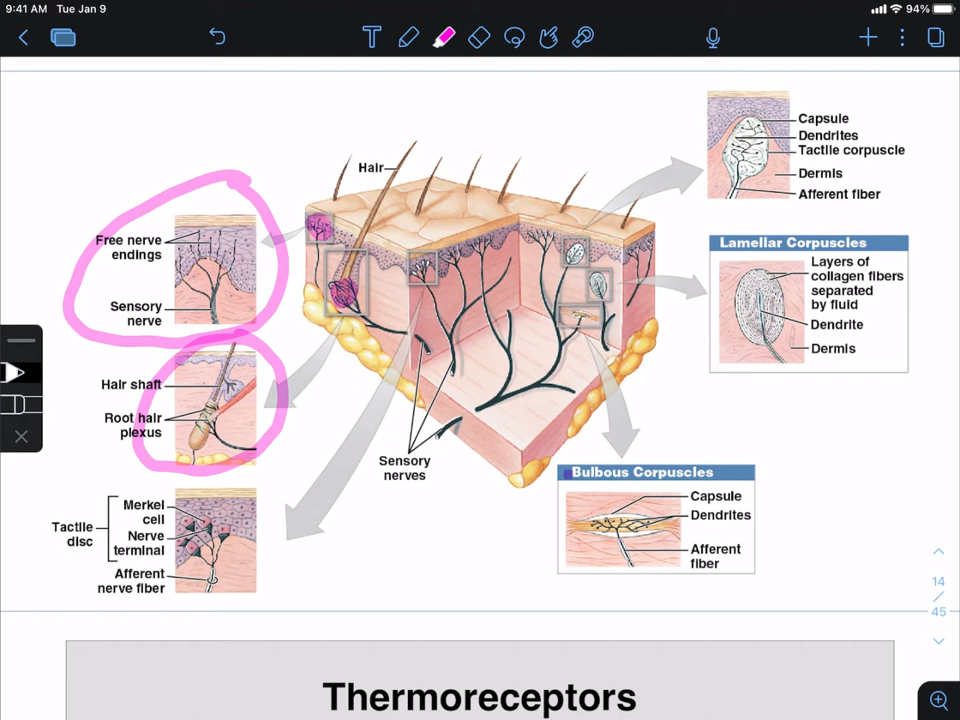 9:41 AM Tue Jan 9
94%
T
Hair
Free nerve
endings
Sensory
nerve
Hair shaft
Root hair
plexus
Tactile
disc
Merkel
cell
Nerve
terminal
Afferent
nerve fiber
Sensory
nerves
Capsule
Dendrites
Tactile corpuscle
Dermis
Afferent fiber
Lamellar Corpuscles
Layers of
collagen fibers
separated
by fluid
Dendrite
Dermis
Bulbous Corpuscles
Capsule
Dendrites
Afferent
fiber
14
/
45
Thermoreceptors